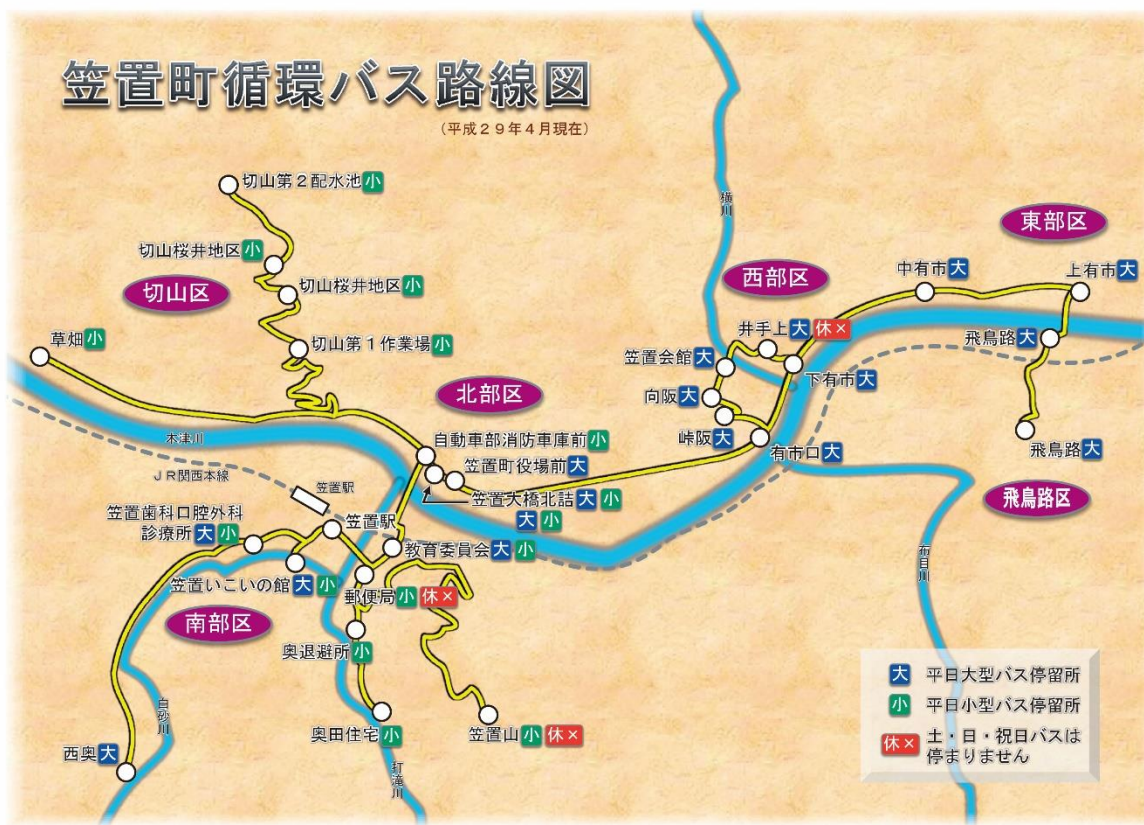 笠置町循環バス路線図
(平成29年4月現在)
切山第2配水池 小
切山桜井地区 小
切山区
切山桜井地区 小
草畑 小
切山第1作業場 小
北部区
自動車部消防車庫前 小
笠置町役場前 大
笠置大橋北詰 大 小
大 小
木津川
JR関西本線
笠置駅
笠置歯科口腔外科
診療所 大 小
笠置駅
教育委員会 大 小
笠置いこいの館 大 小
郵便局 小 休×
南部区
奥退避所 小
白砂川
西奥 大
奥田住宅 小
打滝川
笠置山 小 休×
横川
西部区
井手上 大 休×
笠置会館 大
向阪 大
峠阪 大
下有市 大
有市口 大
中有市 大
東部区
上有市 大
飛鳥路 大
飛鳥路 大
飛鳥路区
布目川
大 平日大型バス停留所
小 平日小型バス停留所
休× 土・日・祝日バスは
停まりません